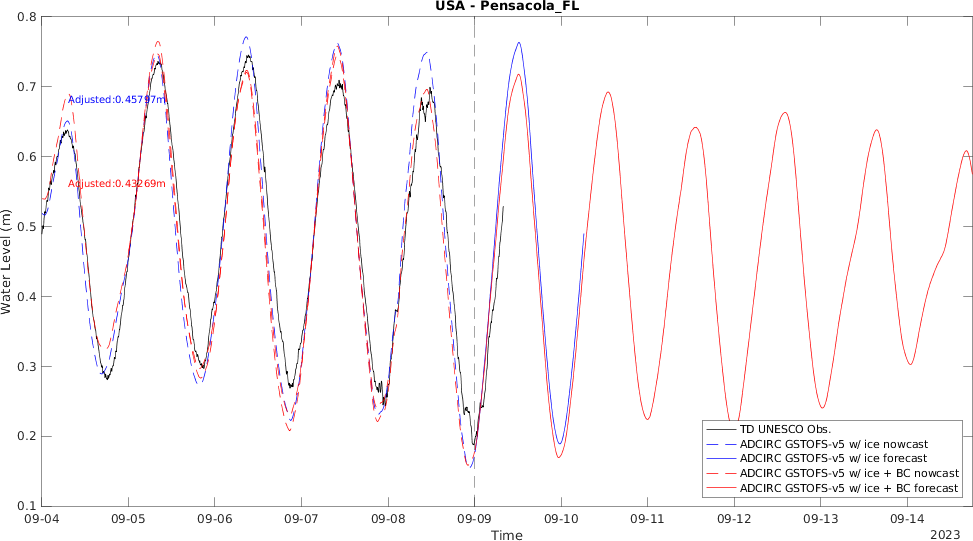 USA - Pensacola_FL
0.8
0.7
Adjusted:0.45797m
0.6
Adjusted:0.43269m
0.5
Water Level (m)
0.4
0.3
0.2
0.1
TD UNESCO Obs.
ADCIRC GSTOFS-v5 w/ ice nowcast
ADCIRC GSTOFS-v5 w/ ice forecast
ADCIRC GSTOFS-v5 w/ ice + BC nowcast
ADCIRC GSTOFS-v5 w/ ice + BC forecast
09-04 09-05 09-06 09-07 09-08 09-09 09-10 09-11 09-12 09-13 09-14
Time
2023